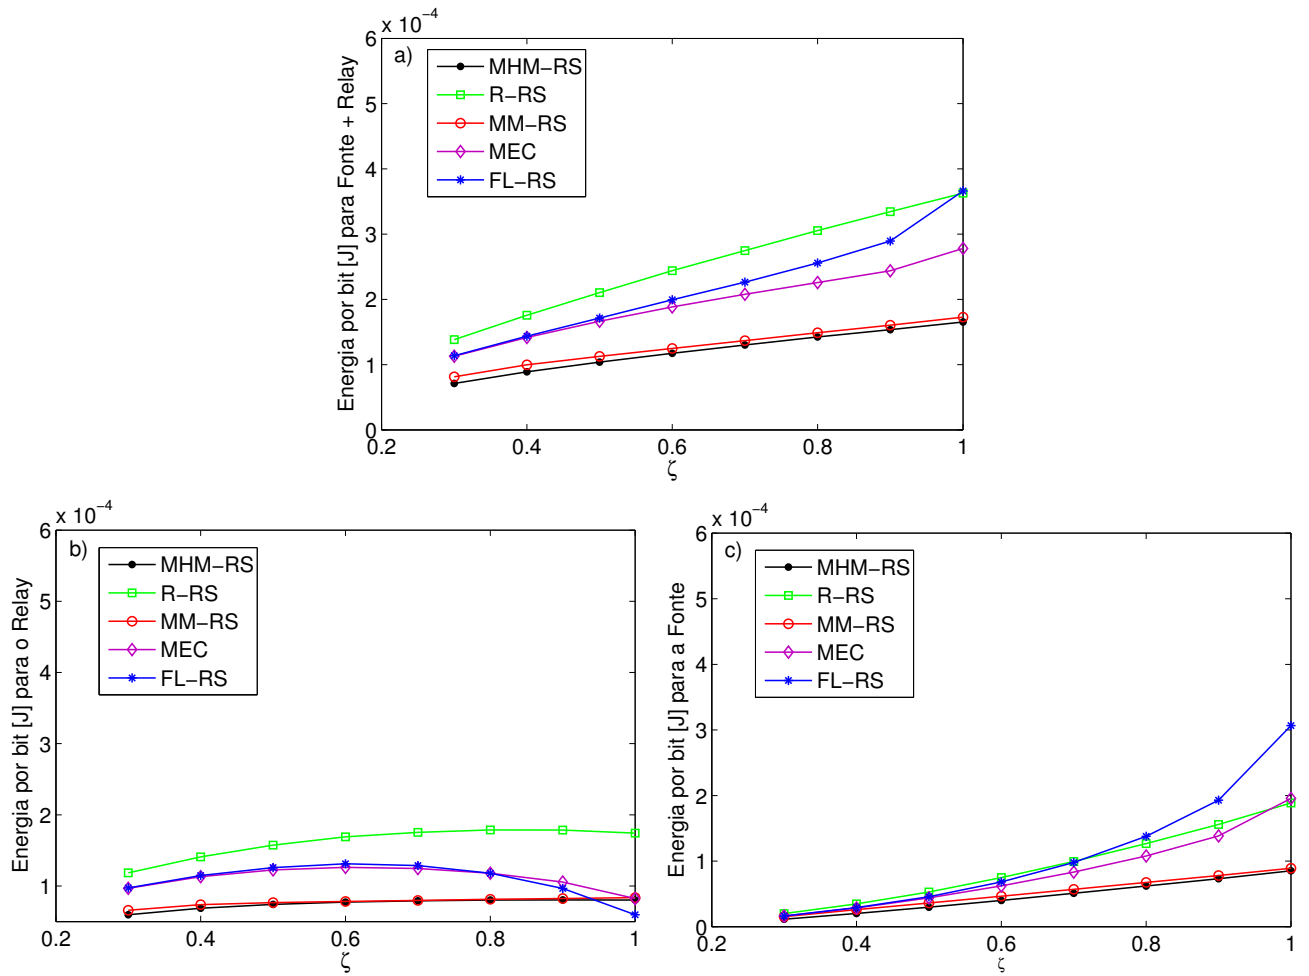 x 10⁻⁴
a)
MHM−RS
R−RS
MM−RS
MEC
FL−RS
Energia por bit [J] para Fonte + Relay
6
5
4
3
2
1
0
0.2
0.4
0.6
0.8
1
ζ
x 10⁻⁴
b)
MHM−RS
R−RS
MM−RS
MEC
FL−RS
Energia por bit [J] para o Relay
6
5
4
3
2
1
0.2
0.4
0.6
0.8
1
ζ
x 10⁻⁴
c)
MHM−RS
R−RS
MM−RS
MEC
FL−RS
Energia por bit [J] para a Fonte
6
5
4
3
2
1
0
0.2
0.4
0.6
0.8
1
ζ